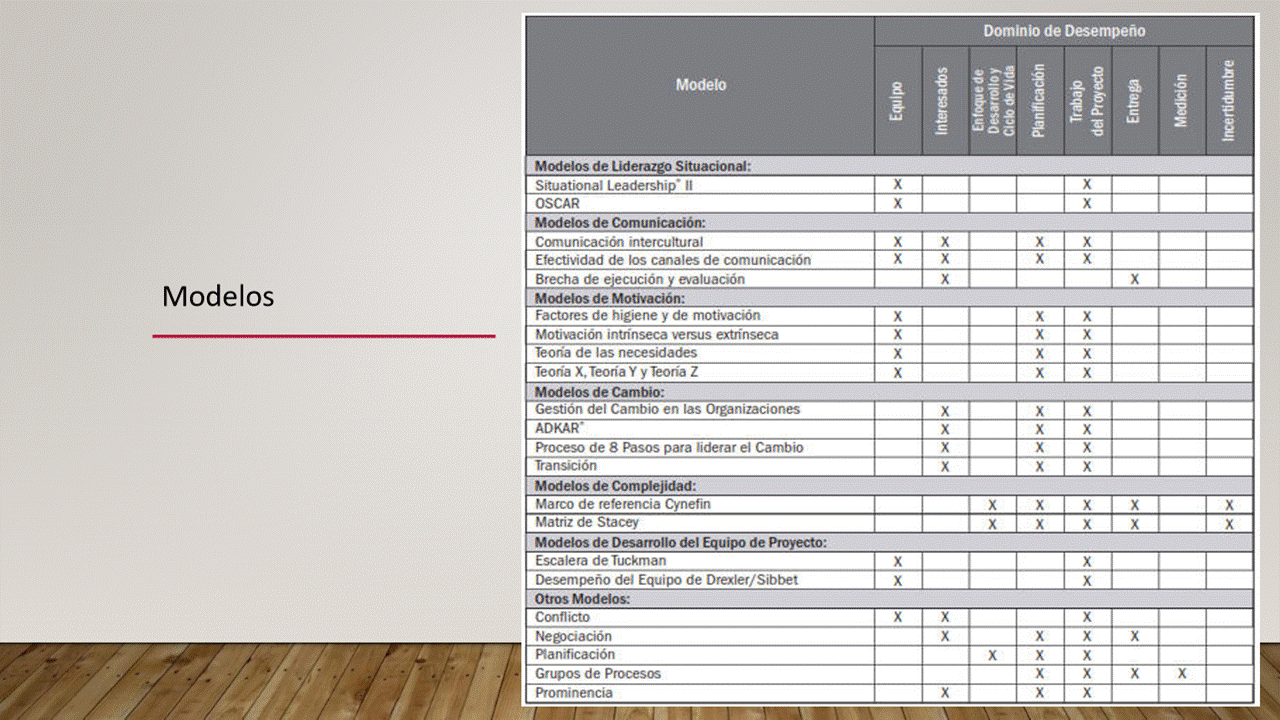 Modelos
Modelo
Dominio de Desempeño
Equipo
Interesados
Enfoque de
Desarrollo y
Ciclo de Vida
Planificación
Trabajo
del Proyecto
Entrega
Medición
Incertidumbre
Modelos de Liderazgo Situacional:
Situational Leadership® II X X
OSCAR X X
Modelos de Comunicación:
Comunicación intercultural X X X X
Efectividad de los canales de comunicación X X X X
Brecha de ejecución y evaluación X X
Modelos de Motivación:
Factores de higiene y de motivación X X X
Motivación intrínseca versus extrínseca X X X
Teoría de las necesidades X X X
Teoría X, Teoría Y y Teoría Z X X X
Modelos de Cambio:
Gestión del Cambio en las Organizaciones X X X
ADKAR® X X X
Proceso de 8 Pasos para liderar el Cambio X X X
Transición X X X
Modelos de Complejidad:
Marco de referencia Cynefin X X X X X
Matriz de Stacey X X X X X
Modelos de Desarrollo del Equipo de Proyecto:
Escalera de Tuckman X X
Desempeño del Equipo de Drexler/Sibbet X X
Otros Modelos:
Conflicto X X X
Negociación X X X X
Planificación X X X
Grupos de Procesos X X X X
Prominencia X X X